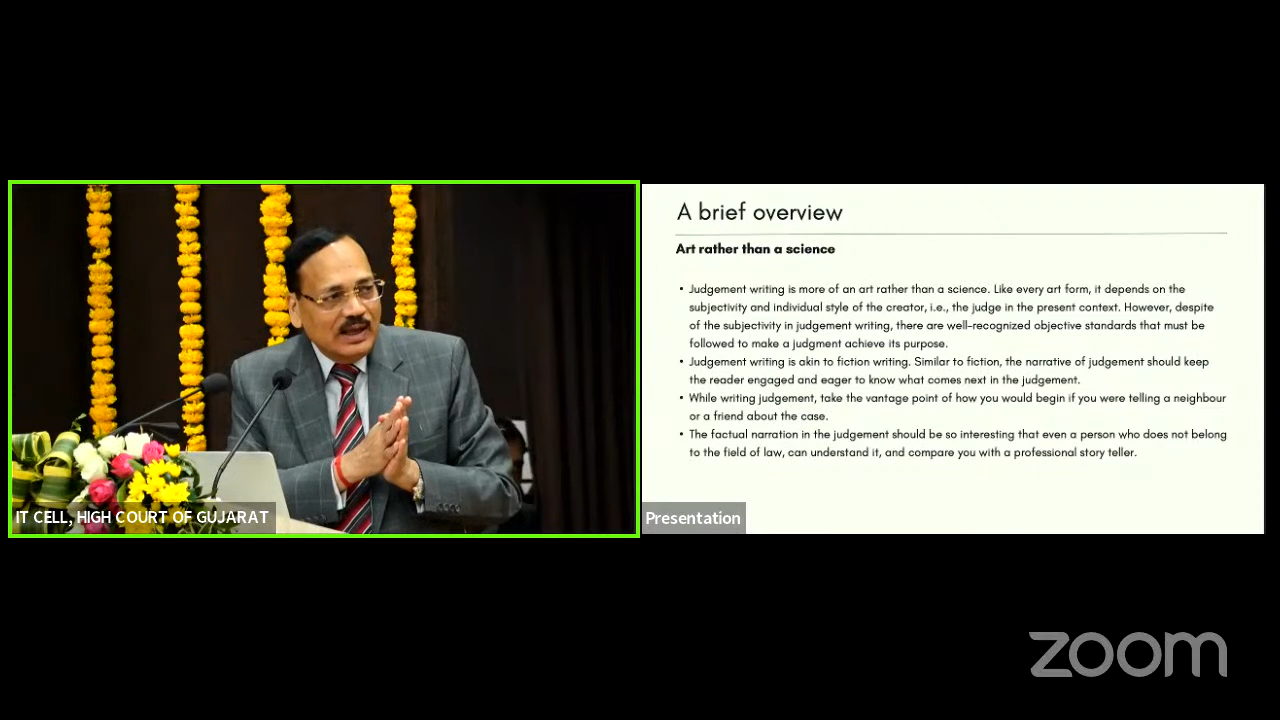 IT CELL, HIGH COURT OF GUJARAT
A brief overview
Art rather than a science
• Judgement writing is more of an art rather than a science. Like every art form, it depends on the
subjectivity and individual style of the creator, i.e., the judge in the present context. However, despite
of the subjectivity in judgement writing, there are well-recognized objective standards that must be
followed to make a judgment achieve its purpose.
• Judgement writing is akin to fiction writing. Similar to fiction, the narrative of judgement should keep
the reader engaged and eager to know what comes next in the judgement.
• While writing judgement, take the vantage point of how you would begin if you were telling a neighbour
or a friend about the case.
• The factual narration in the judgement should be so interesting that even a person who does not belong
to the field of law, can understand it, and compare you with a professional story teller.
Presentation
zoom